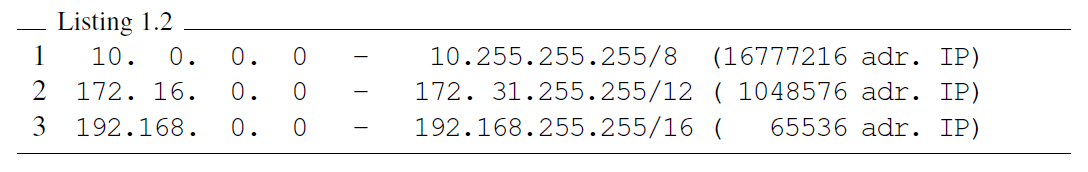 Listing 1.2
1 10. 0. 0. 0 – 10.255.255.255/8 (16777216 adr. IP)
2 172. 16. 0. 0 – 172. 31.255.255/12 ( 1048576 adr. IP)
3 192.168. 0. 0 – 192.168.255.255/16 ( 65536 adr. IP)